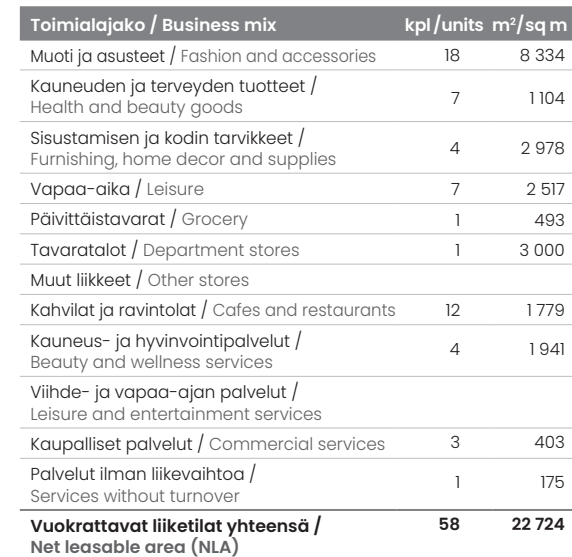 Toimialajako / Business mix kpl/units m²/sq m
Muoti ja asusteet / Fashion and accessories 18 8 334
Kauneuden ja terveyden tuotteet /
Health and beauty goods 7 1 104
Sisustamisen ja kodin tarvikkeet /
Furnishing, home decor and supplies 4 2 978
Vapaa-aika / Leisure 7 2 517
Päivittäistavarat / Grocery 1 493
Tavaratalot / Department stores 1 3 000
Muut liikkeet / Other stores
Kahvilat ja ravintolat / Cafes and restaurants 12 1 779
Kauneus- ja hyvinvointipalvelut /
Beauty and wellness services 4 1 941
Viihde- ja vapaa-ajan palvelut /
Leisure and entertainment services
Kaupalliset palvelut / Commercial services 3 403
Palvelut ilman liikevaihtoa /
Services without turnover 1 175
Vuokrattavat liiketilat yhteensä / 58 22 724
Net leasable area (NLA)